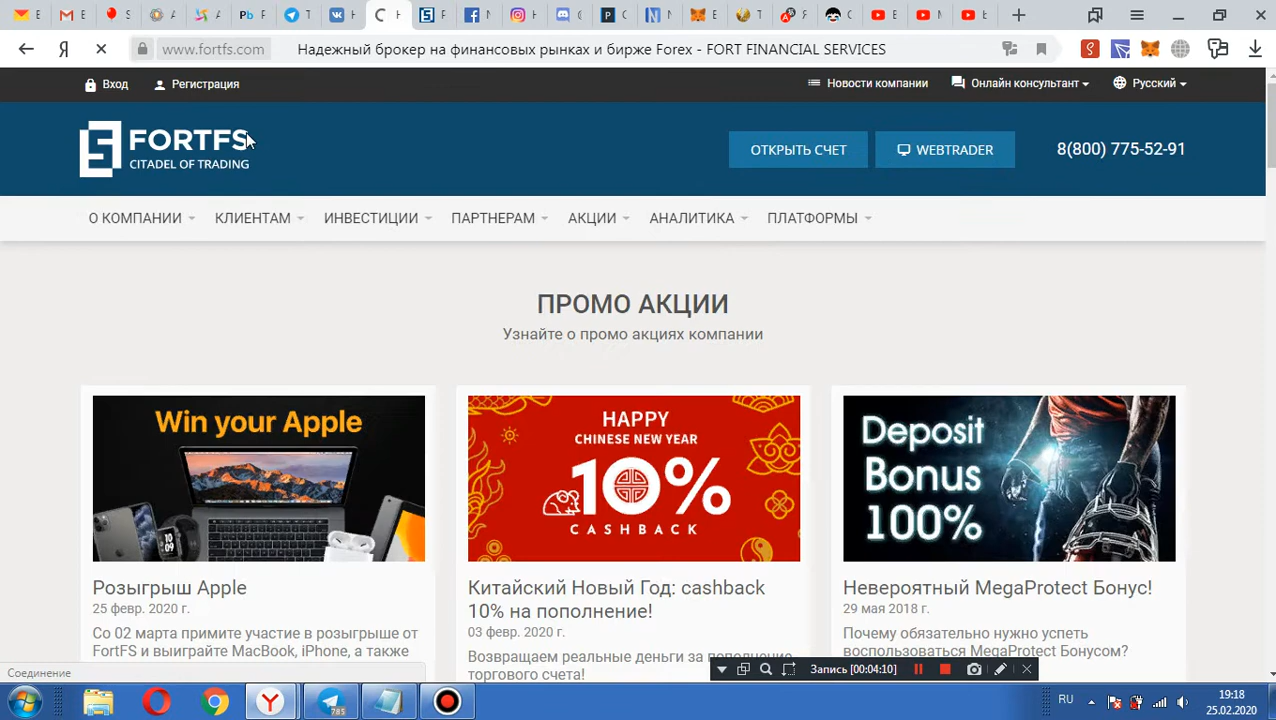 www.fortfs.com
Надежный брокер на финансовых рынках и бирже Forex - FORT FINANCIAL SERVICES
Вход
Регистрация
Новости компании
Онлайн консультант
Русский
FORTFS
CITADEL OF TRADING
ОТКРЫТЬ СЧЕТ
WEBTRADER
8(800) 775-52-91
О КОМПАНИИ
КЛИЕНТАМ
ИНВЕСТИЦИИ
ПАРТНЕРАМ
АКЦИИ
АНАЛИТИКА
ПЛАТФОРМЫ
ПРОМО АКЦИИ
Узнайте о промо акциях компании
Win your Apple
Розыгрыш Apple
25 февр. 2020 г.
Со 02 марта примите участие в розыгрыше от
FortFS и выиграйте MacBook, iPhone, а также
HAPPY
CHINESE NEW YEAR
10%
CASHBACK
Китайский Новый Год: cashback
10% на пополнение!
03 февр. 2020 г.
Возвращаем реальные деньги за пополнение
торгового счета!
Deposit
Bonus
100%
Невероятный MegaProtect Бонус!
29 мая 2018 г.
Почему обязательно нужно успеть
воспользоваться MegaProtect Бонусом?
Соединение
Запись [00:04:10]
785
RU
19:18
25.02.2020